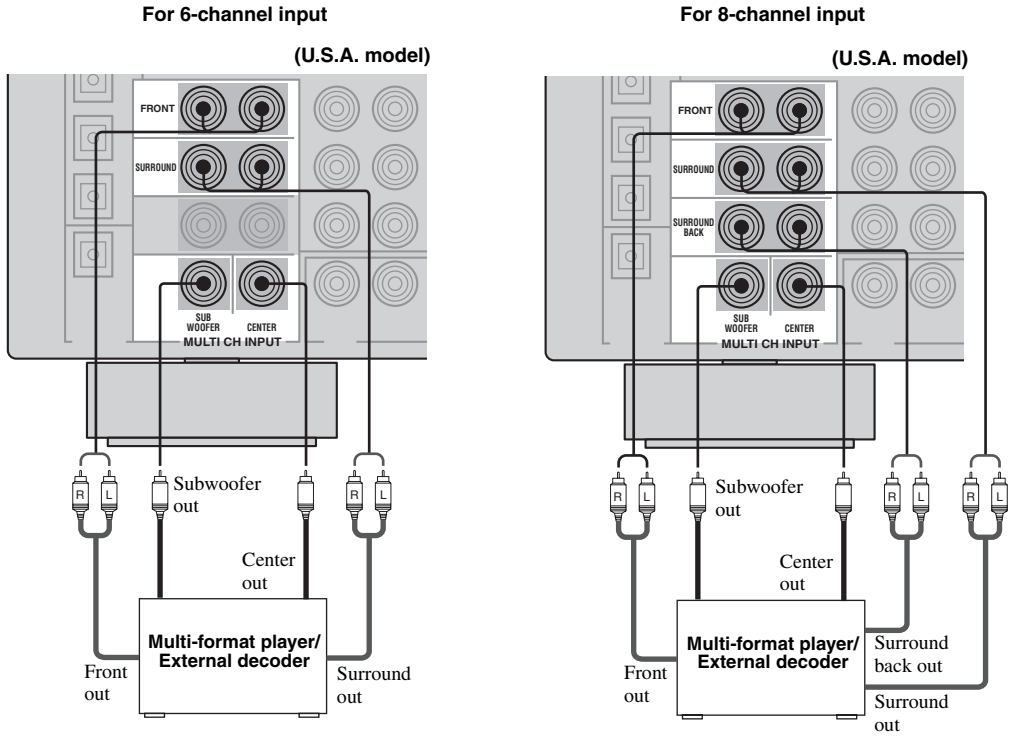 For 6-channel input
(U.S.A. model)
FRONT
SURROUND
SUB
WOOFER
CENTER
MULTI CH INPUT
R
L
Subwoofer
out
R
L
Center
out
Multi-format player/
External decoder
Front
out
Surround
out
For 8-channel input
(U.S.A. model)
FRONT
SURROUND
SURROUND
BACK
SUB
WOOFER
CENTER
MULTI CH INPUT
R
L
Subwoofer
out
R
L
R
L
Center
out
Multi-format player/
External decoder
Front
out
Surround
back out
Surround
out